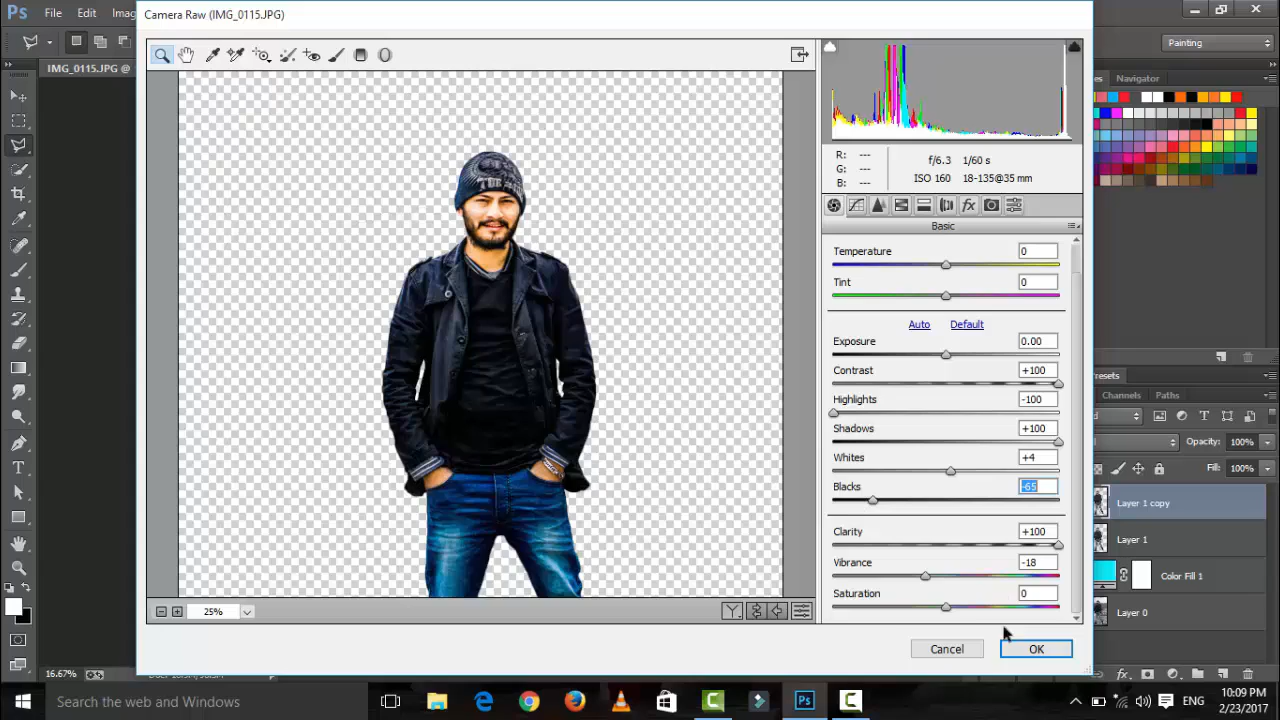 Ps File Edit Ima
Camera Raw (IMG_0115.JPG)
Painting
IMG_0115.JPG @
Navigator
R: ---
G: ---
B: ---
f/6.3 1/60 s
ISO 160 18-135@35 mm
fx
Basic
Temperature 0
Tint 0
Auto Default
Exposure 0.00
Contrast +100
Highlights -100
Shadows +100
Whites +4
Blacks -65
Clarity +100
Vibrance -18
Saturation 0
Channels Paths
Opacity: 100%
Fill: 100%
Layer 1 copy
Layer 1
Color Fill 1
Layer 0
25%
Cancel OK
16.67%
Search the web and Windows
ENG
10:09 PM
2/23/2017